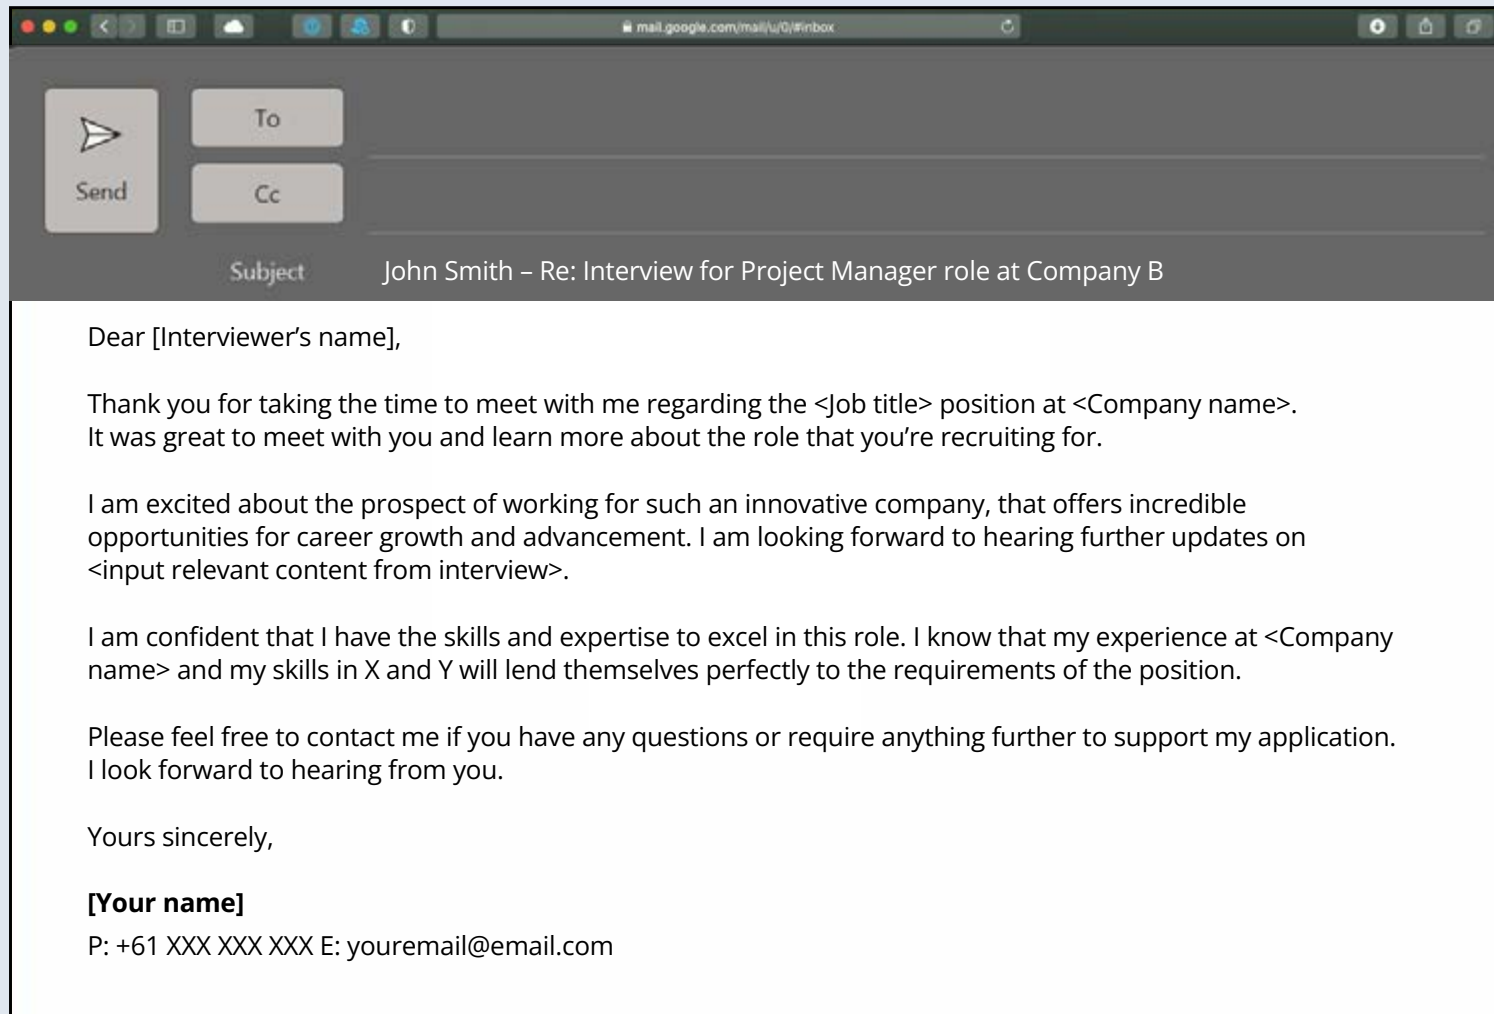 mail.google.com/mail/u/0/#inbox
To
Send
Cc
Subject
John Smith – Re: Interview for Project Manager role at Company B
Dear [Interviewer’s name],
Thank you for taking the time to meet with me regarding the <Job title> position at <Company name>.
It was great to meet with you and learn more about the role that you’re recruiting for.
I am excited about the prospect of working for such an innovative company, that offers incredible
opportunities for career growth and advancement. I am looking forward to hearing further updates on
<input relevant content from interview>.
I am confident that I have the skills and expertise to excel in this role. I know that my experience at <Company
name> and my skills in X and Y will lend themselves perfectly to the requirements of the position.
Please feel free to contact me if you have any questions or require anything further to support my application.
I look forward to hearing from you.
Yours sincerely,
[Your name]
P: +61 XXX XXX XXX E: youremail@email.com